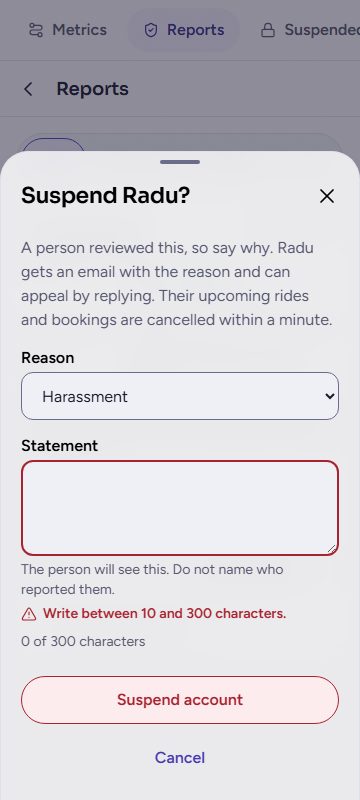 Metrics
Reports
Suspended
Reports
Suspend Radu?
A person reviewed this, so say why. Radu
gets an email with the reason and can
appeal by replying. Their upcoming rides
and bookings are cancelled within a minute.
Reason
Harassment
Statement
The person will see this. Do not name who
reported them.
Write between 10 and 300 characters.
0 of 300 characters
Suspend account
Cancel